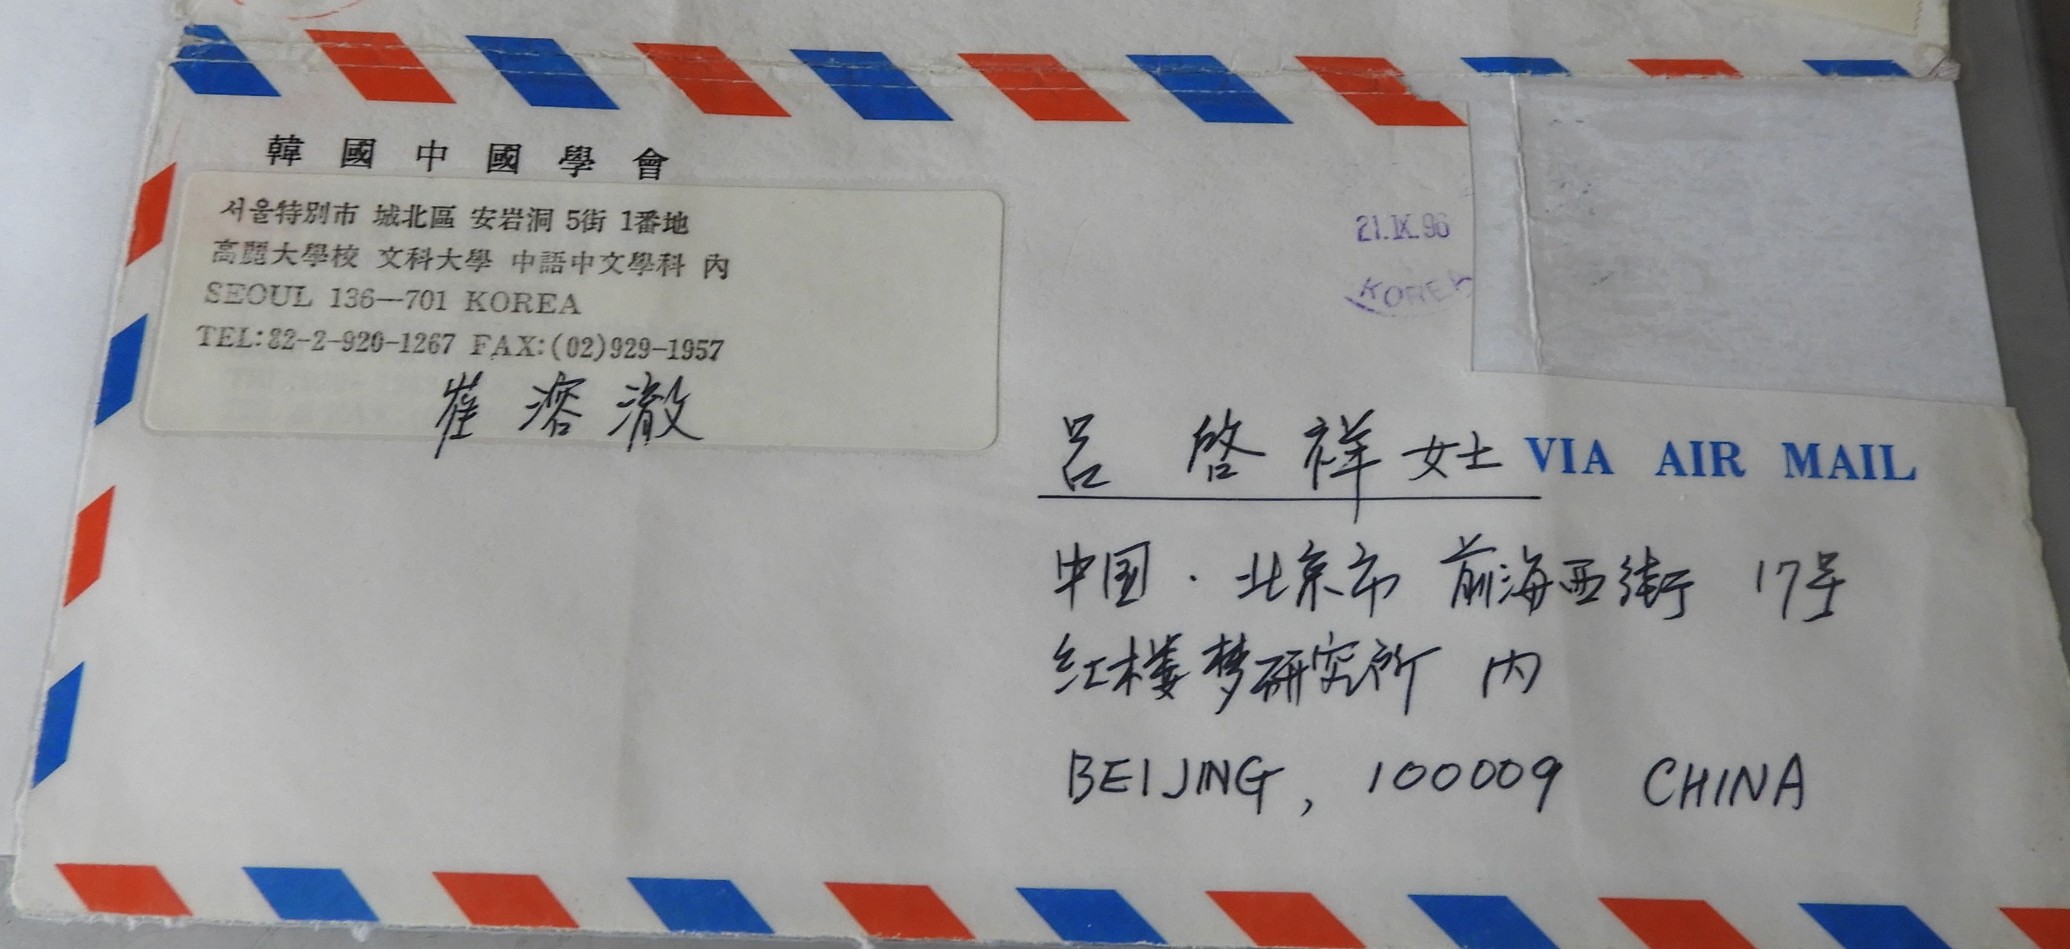 韓國中國學會
서울特別市 城北區 安岩洞 5街 1番地
高麗大學校 文科大學 中語中文學科 內
SEOUL 136—701 KOREA
TEL:82-2-920-1267 FAX:(02)929-1957
崔溶澈
21.IX.96
KOREA
呂啓祥女士
VIA AIR MAIL
中国·北京市 前海西街 17号
红楼梦研究所 内
BEIJING, 100009 CHINA